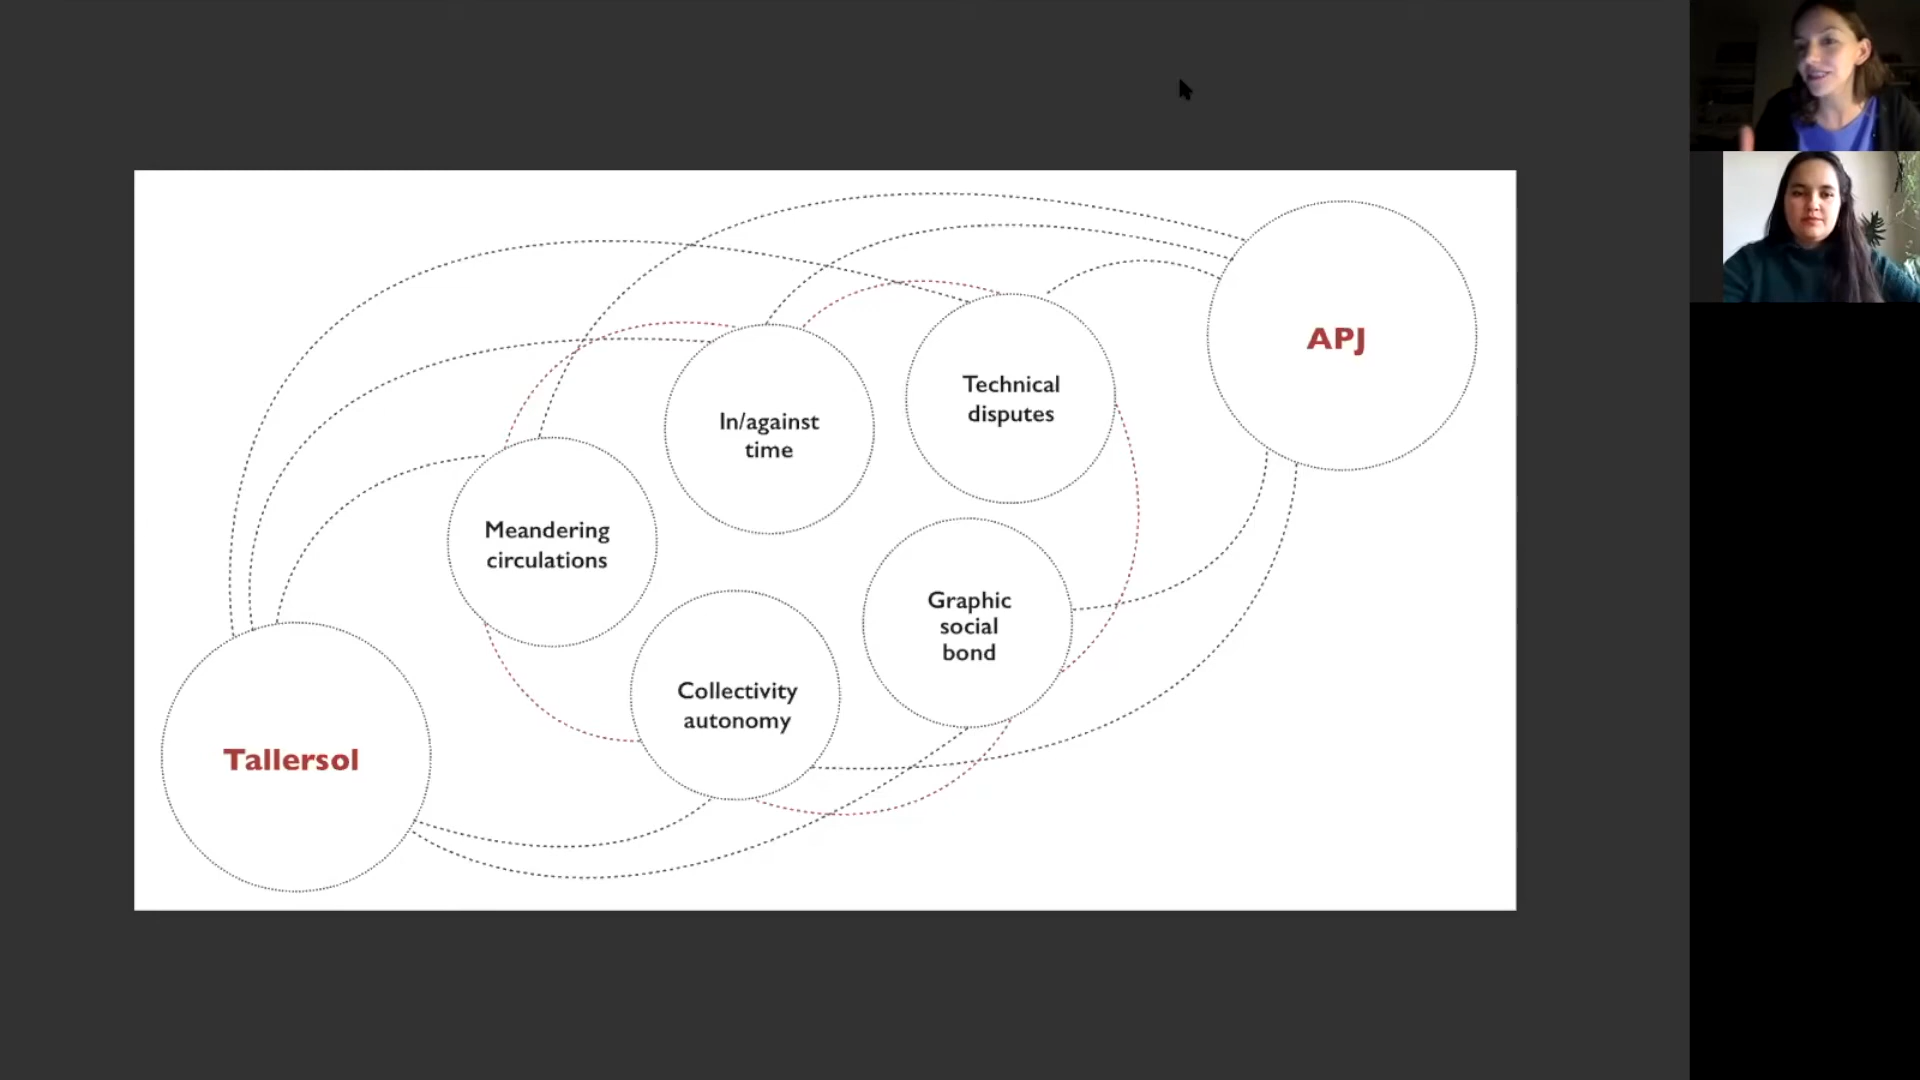 APJ
Technical
disputes
In/against
time
Meandering
circulations
Graphic
social
bond
Collectivity
autonomy
Tallersol